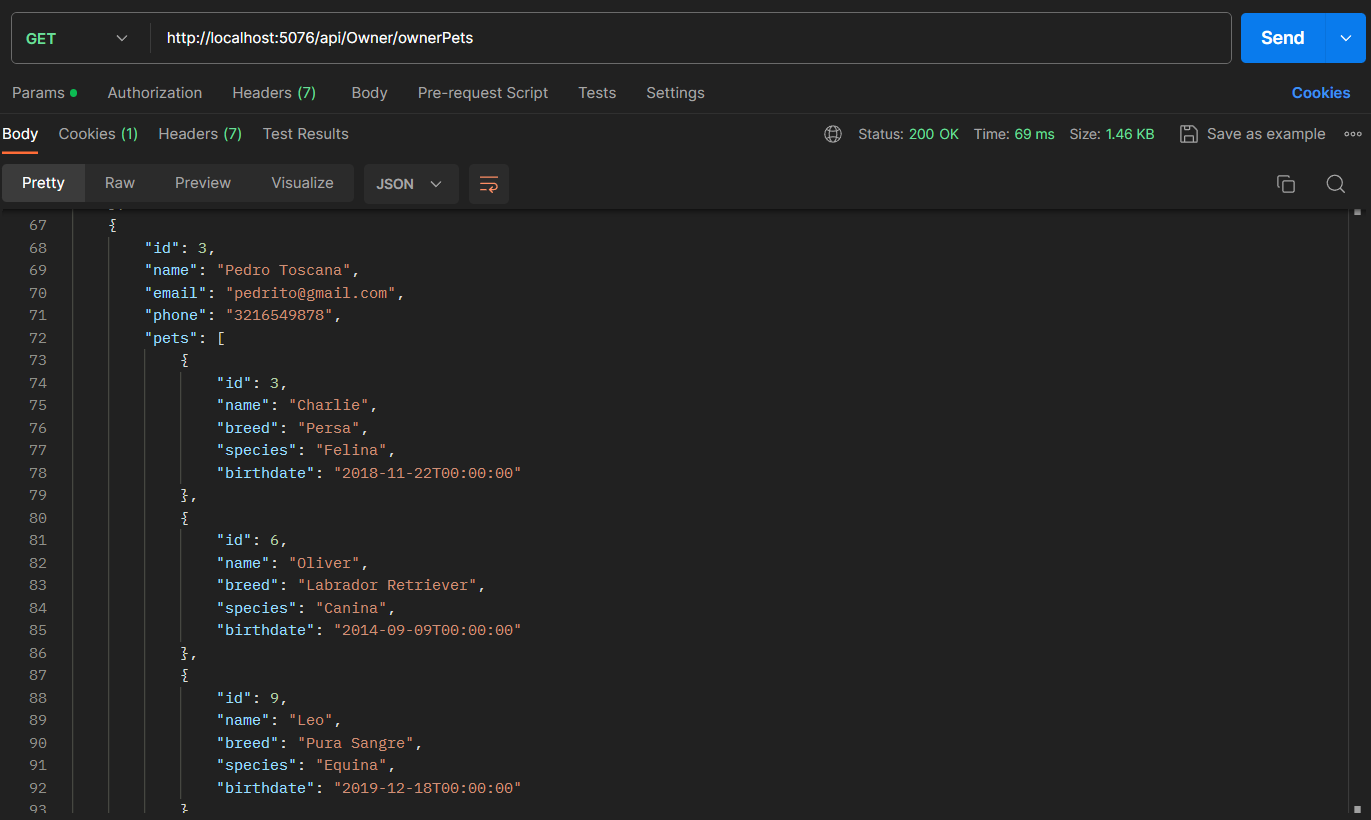 GET http://localhost:5076/api/Owner/ownerPets Send
Params Authorization Headers (7) Body Pre-request Script Tests Settings Cookies
Body Cookies (1) Headers (7) Test Results Status: 200 OK Time: 69 ms Size: 1.46 KB Save as example
Pretty Raw Preview Visualize JSON
67 {
68 "id": 3,
69 "name": "Pedro Toscana",
70 "email": "pedrito@gmail.com",
71 "phone": "3216549878",
72 "pets": [
73 {
74 "id": 3,
75 "name": "Charlie",
76 "breed": "Persa",
77 "species": "Felina",
78 "birthdate": "2018-11-22T00:00:00"
79 },
80 {
81 "id": 6,
82 "name": "Oliver",
83 "breed": "Labrador Retriever",
84 "species": "Canina",
85 "birthdate": "2014-09-09T00:00:00"
86 },
87 {
88 "id": 9,
89 "name": "Leo",
90 "breed": "Pura Sangre",
91 "species": "Equina",
92 "birthdate": "2019-12-18T00:00:00"
93 }